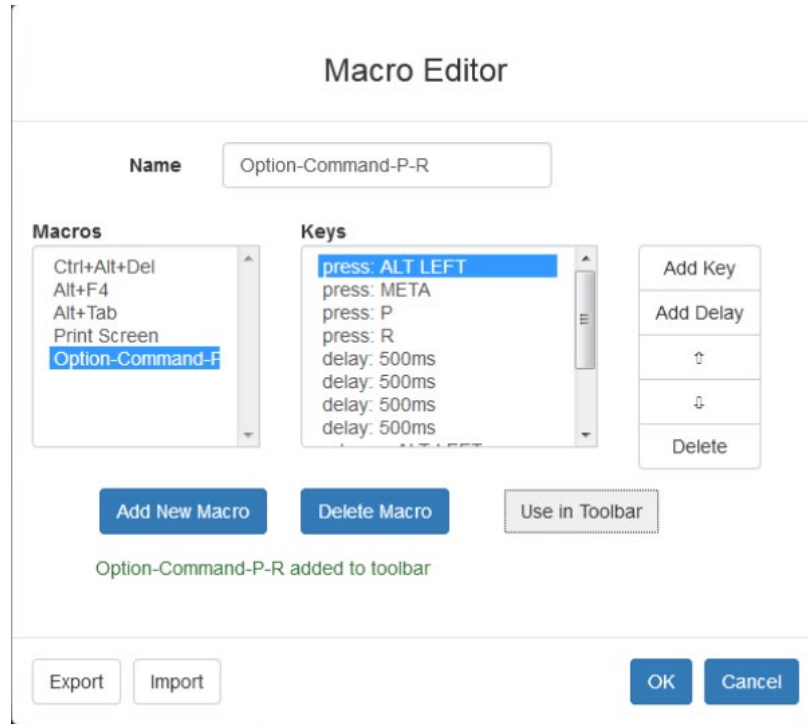 Macro Editor
Name
Option-Command-P-R
Macros
Ctrl+Alt+Del
Alt+F4
Alt+Tab
Print Screen
Option-Command-P
Keys
press: ALT LEFT
press: META
press: P
press: R
delay: 500ms
delay: 500ms
delay: 500ms
delay: 500ms
Add Key
Add Delay
⇧
⇩
Delete
Add New Macro
Delete Macro
Use in Toolbar
Option-Command-P-R added to toolbar
Export
Import
OK
Cancel